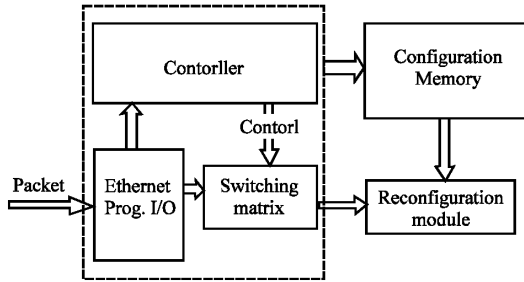 Contorller
Configuration
Memory
Contorl
Packet
Ethernet
Prog. I/O
Switching
matrix
Reconfiguration
module